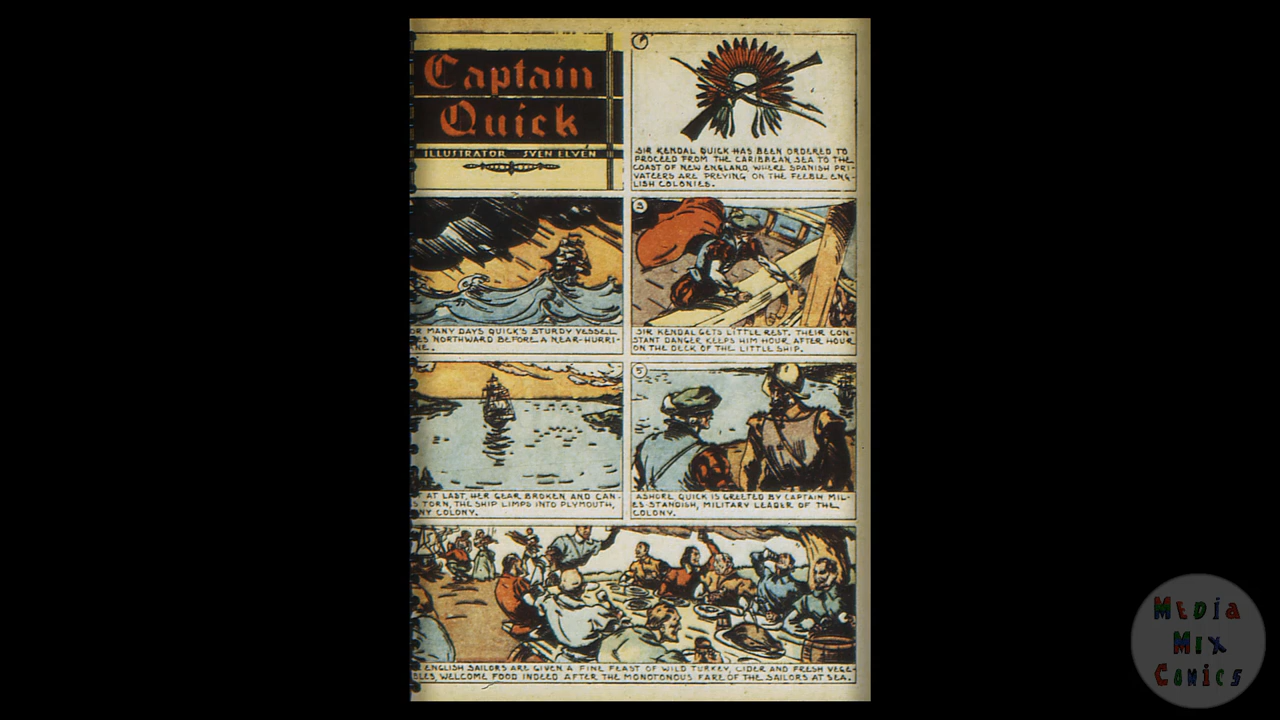 Captain
Quick
ILLUSTRATOR SVEN ELVÉN
SIR KENDAL QUICK HAS BEEN ORDERED TO
PROCEED FROM THE CARIBBEAN SEA TO THE
COAST OF NEW ENGLAND, WHERE SPANISH PRI-
VATEERS ARE PREYING ON THE FEEBLE ENG-
LISH COLONIES.
OR MANY DAYS QUICK'S STURDY VESSEL
ES NORTHWARD BEFORE A NEAR-HURRI-
NE.
3
SIR KENDAL GETS LITTLE REST. THEIR CON-
STANT DANGER KEEPS HIM HOUR AFTER HOUR
ON THE DECK OF THE LITTLE SHIP.
T AT LAST, HER GEAR BROKEN AND CAN-
S TORN, THE SHIP LIMPS INTO PLYMOUTH,
NY COLONY.
5
ASHORE QUICK IS GREETED BY CAPTAIN MIL-
ES STANDISH, MILITARY LEADER OF THE
COLONY.
ENGLISH SAILORS ARE GIVEN A FINE FEAST OF WILD TURKEY, CIDER AND FRESH VEGE-
BLES, WELCOME FOOD INDEED AFTER THE MONOTONOUS FARE OF THE SAILORS AT SEA.
MEDIA
MIX
COMICS